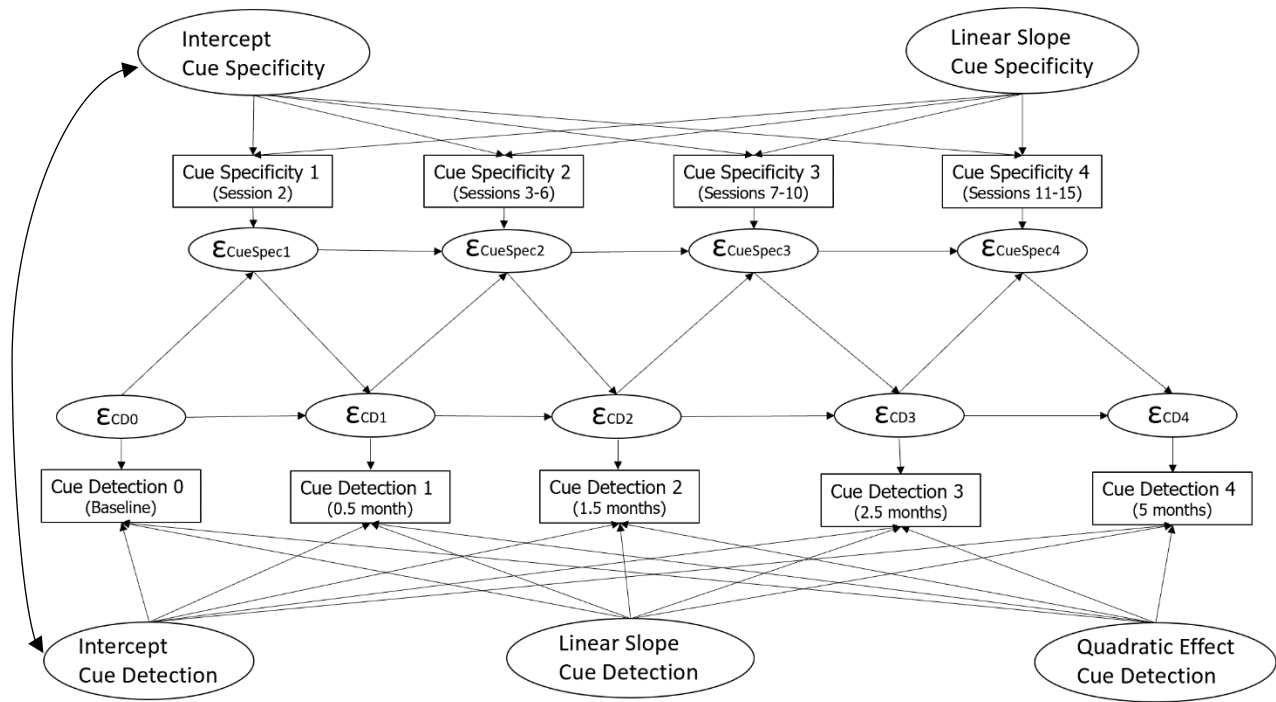 Intercept
Cue Specificity
Linear Slope
Cue Specificity
Cue Specificity 1
(Session 2)
Cue Specificity 2
(Sessions 3-6)
Cue Specificity 3
(Sessions 7-10)
Cue Specificity 4
(Sessions 11-15)
εCueSpec1
εCueSpec2
εCueSpec3
εCueSpec4
εCD0
εCD1
εCD2
εCD3
εCD4
Cue Detection 0
(Baseline)
Cue Detection 1
(0.5 month)
Cue Detection 2
(1.5 months)
Cue Detection 3
(2.5 months)
Cue Detection 4
(5 months)
Intercept
Cue Detection
Linear Slope
Cue Detection
Quadratic Effect
Cue Detection